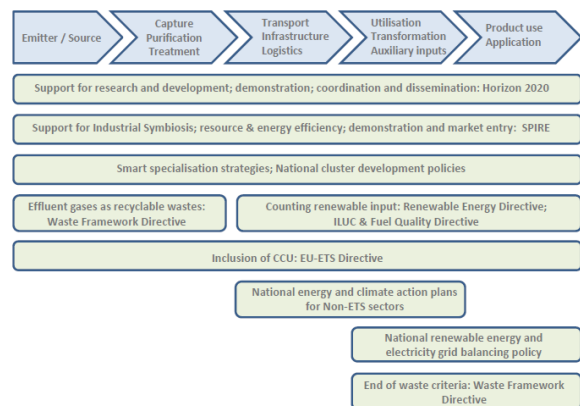 Emitter / Source
Capture
Purification
Treatment
Transport
Infrastructure
Logistics
Utilisation
Transformation
Auxiliary inputs
Product use
Application
Support for research and development; demonstration; coordination and dissemination: Horizon 2020
Support for Industrial Symbiosis; resource & energy efficiency; demonstration and market entry: SPIRE
Smart specialisation strategies; National cluster development policies
Effluent gases as recyclable wastes:
Waste Framework Directive
Counting renewable input: Renewable Energy Directive;
ILUC & Fuel Quality Directive
Inclusion of CCU: EU-ETS Directive
National energy and climate action plans
for Non-ETS sectors
National renewable energy and
electricity grid balancing policy
End of waste criteria: Waste Framework
Directive